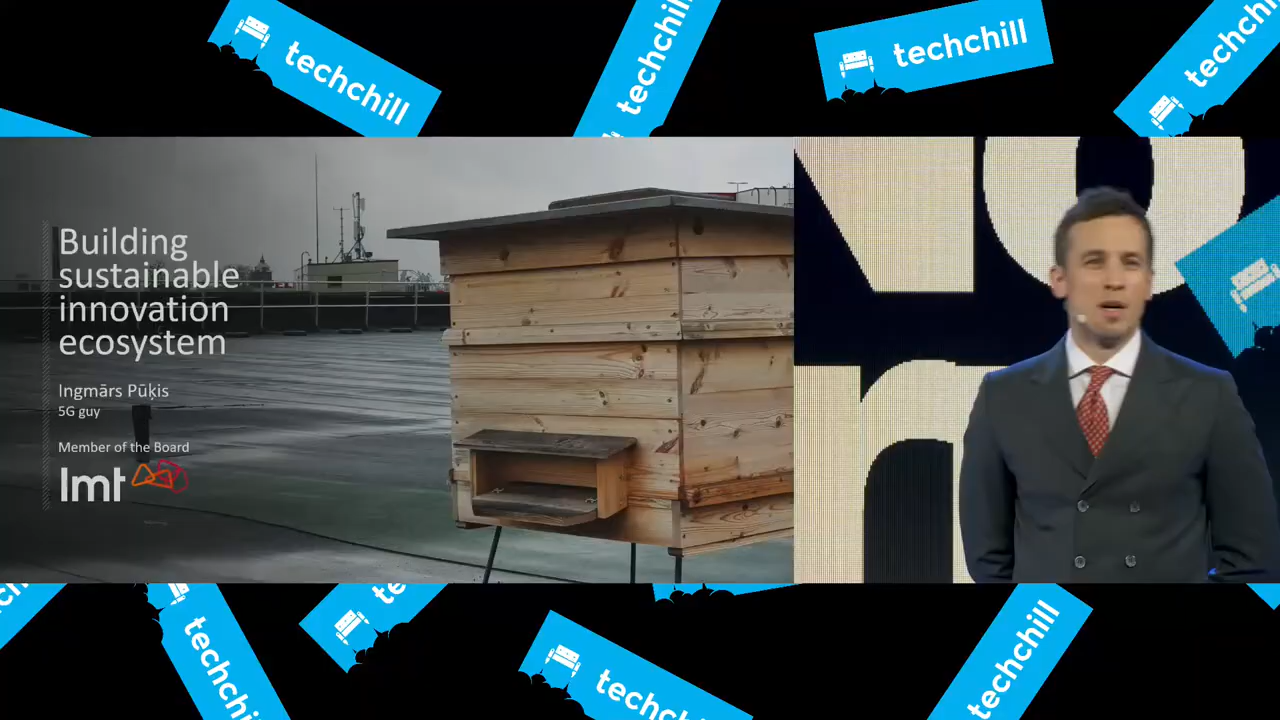 techchill
techchill
techchill
techchill
Building
sustainable
innovation
ecosystem
Ingmārs Pūķis
5G guy
Member of the Board
lmt
techchill
techchill
techchill